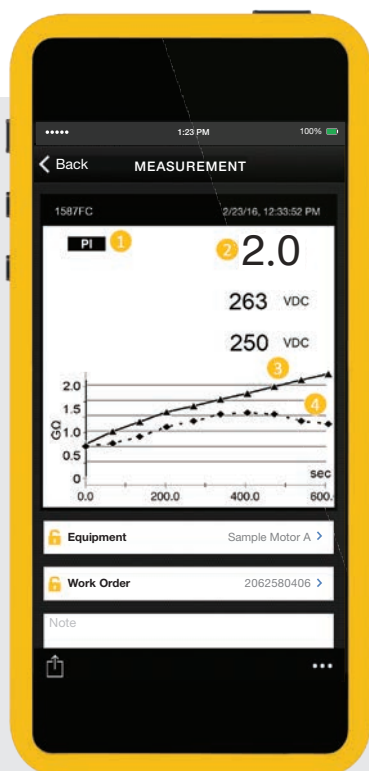 1:23 PM 100%
Back MEASUREMENT
1587FC 2/23/16, 12:33:52 PM
PI 1 2 2.0
263 VDC
250 VDC
3
4
GΩ
2.0
1.5
1.0
0.5
0
sec
0.0 200.0 400.0 600.
Equipment Sample Motor A >
Work Order 2062580406 >
Note